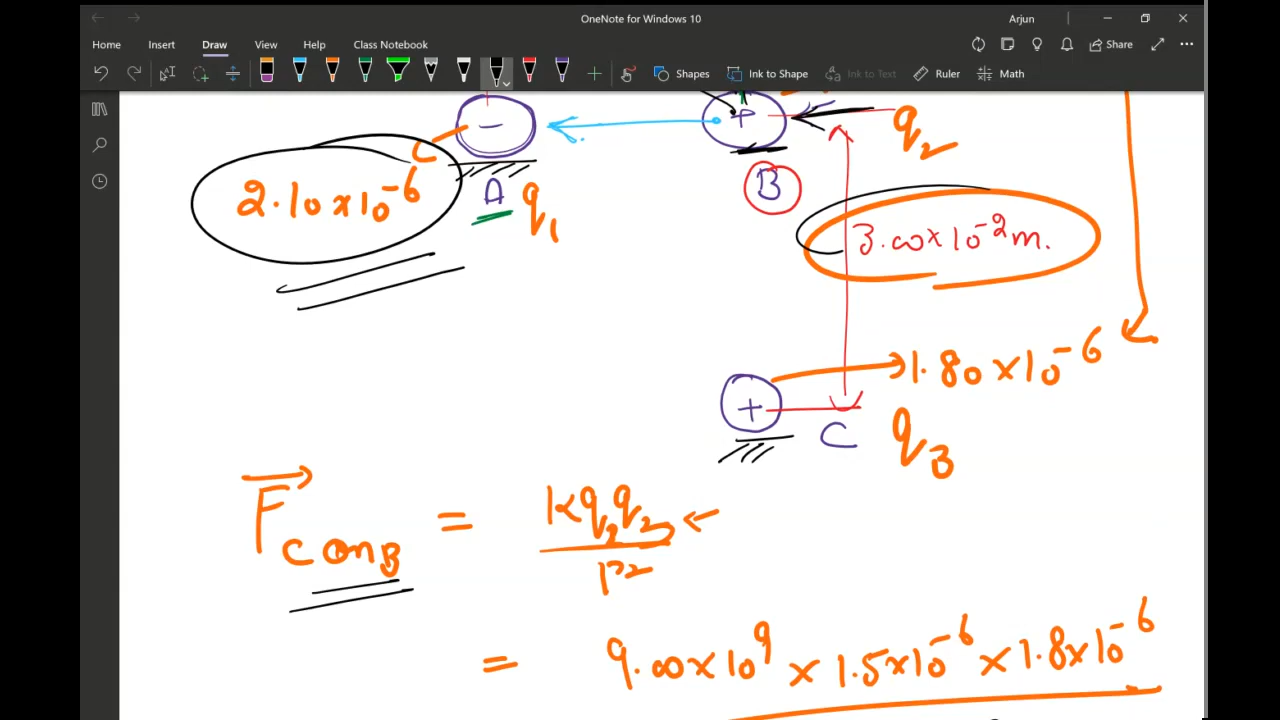 OneNote for Windows 10
Arjun
Home Insert Draw View Help Class Notebook
Share
Shapes Ink to Shape Ink to Text Ruler Math
− + q₂
C
2.10×10⁻⁶ A q₁ B
3.00×10⁻² m.
1.80×10⁻⁶
+ C q₃
F⃗ C on B = kq₂q₃ / r²
= 9.00×10⁹ × 1.5×10⁻⁶ × 1.8×10⁻⁶